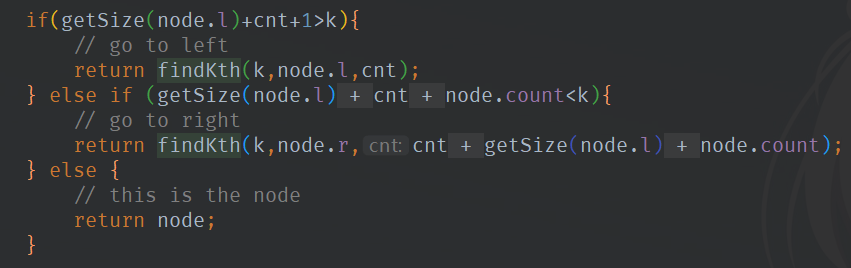 if(getSize(node.l)+cnt+1>k){
// go to left
return findKth(k,node.l,cnt);
} else if (getSize(node.l) + cnt + node.count<k){
// go to right
return findKth(k,node.r, cnt: cnt + getSize(node.l) + node.count);
} else {
// this is the node
return node;
}